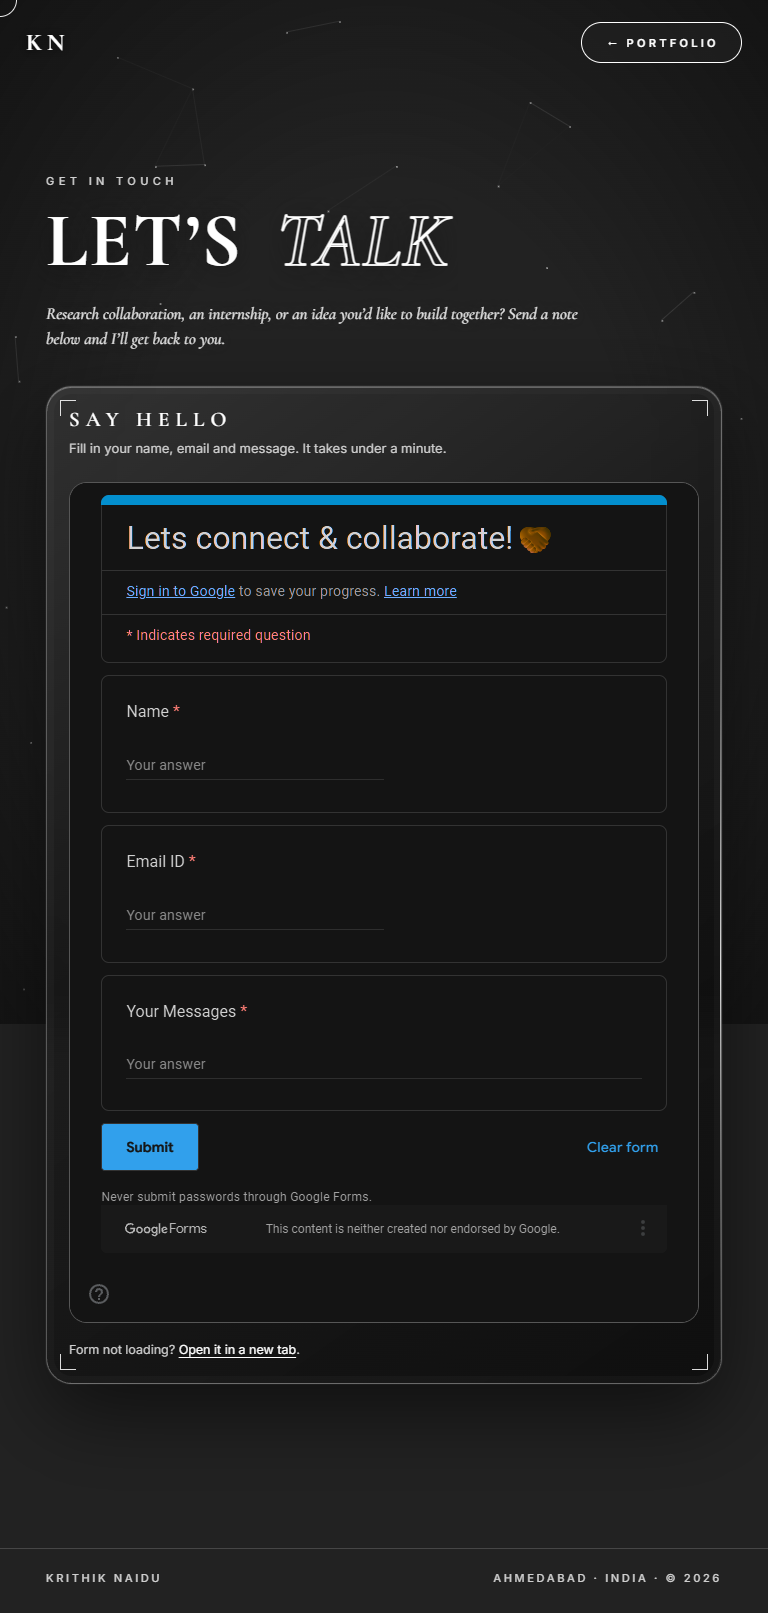 KN
← PORTFOLIO
GET IN TOUCH
LET’S TALK
Research collaboration, an internship, or an idea you’d like to build together? Send a note
below and I’ll get back to you.
SAY HELLO
Fill in your name, email and message. It takes under a minute.
Lets connect & collaborate!🤝
Sign in to Google to save your progress. Learn more
* Indicates required question
Name *
Your answer
Email ID *
Your answer
Your Messages *
Your answer
Submit
Clear form
Never submit passwords through Google Forms.
Google Forms
This content is neither created nor endorsed by Google.
Form not loading? Open it in a new tab.
KRITHIK NAIDU
AHMEDABAD · INDIA · © 2026